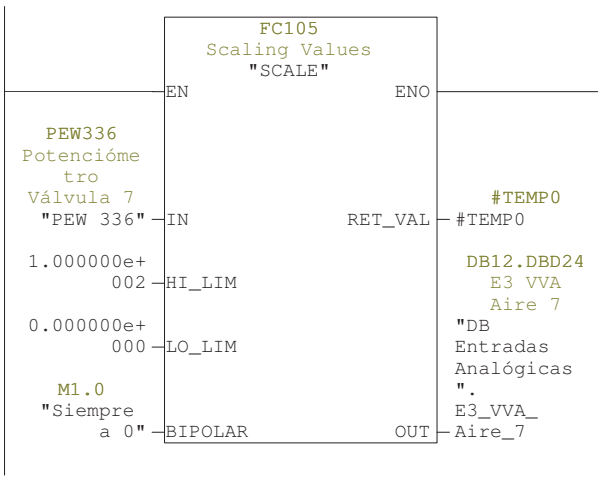 FC105
Scaling Values
"SCALE"
EN ENO
PEW336
Potencióme
tro
Válvula 7
"PEW 336" IN
#TEMP0
RET_VAL #TEMP0
1.000000e+
002 HI_LIM
0.000000e+
000 LO_LIM
M1.0
"Siempre
a 0" BIPOLAR
DB12.DBD24
E3 VVA
Aire 7
"DB
Entradas
Analógicas
".
E3_VVA_
OUT Aire_7